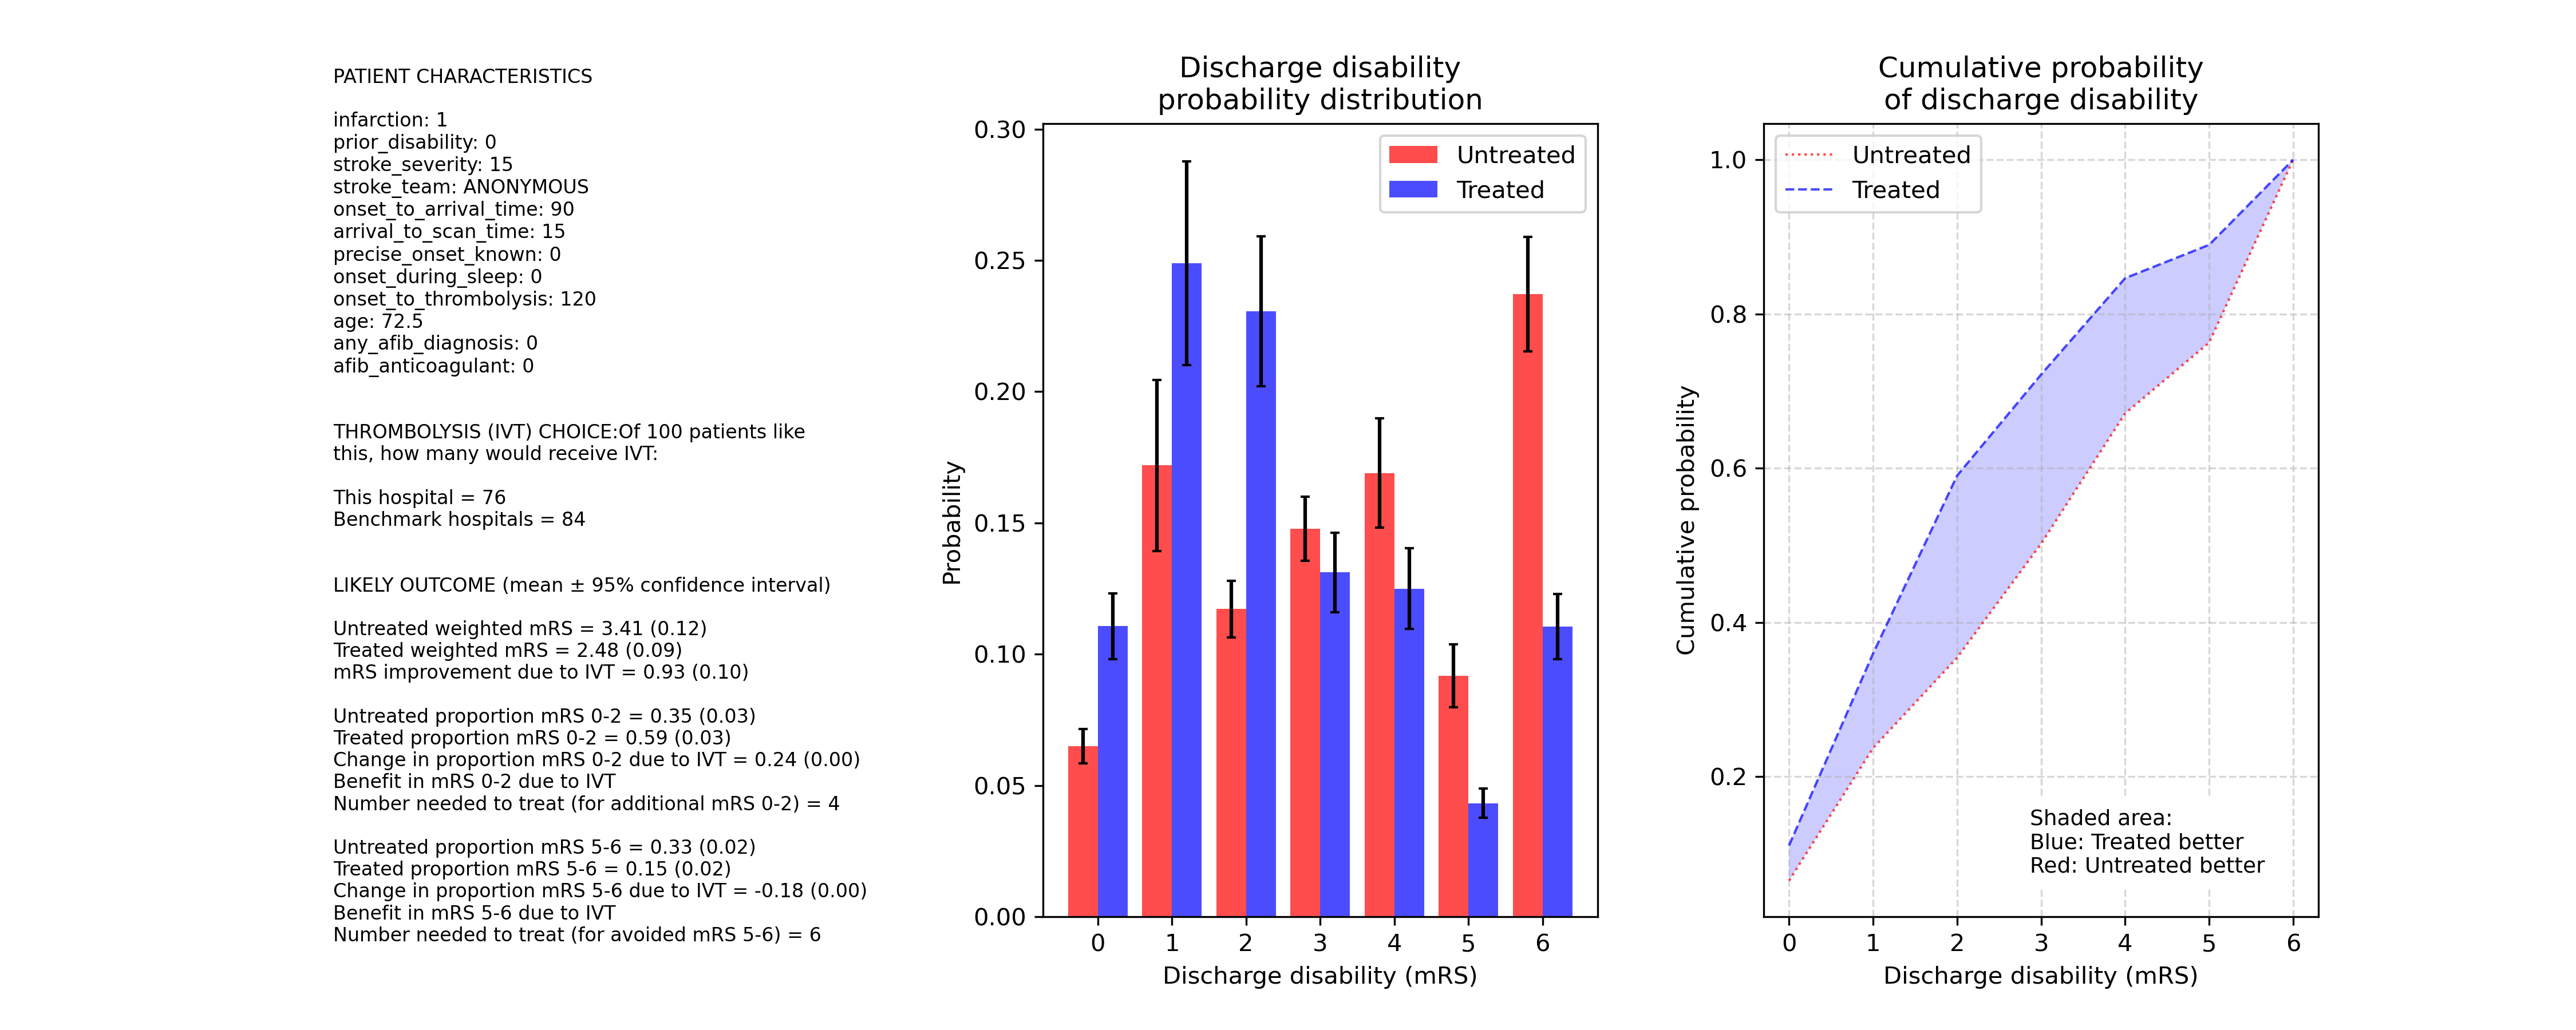 PATIENT CHARACTERISTICS
infarction: 1
prior_disability: 0
stroke_severity: 15
stroke_team: ANONYMOUS
onset_to_arrival_time: 90
arrival_to_scan_time: 15
precise_onset_known: 0
onset_during_sleep: 0
onset_to_thrombolysis: 120
age: 72.5
any_afib_diagnosis: 0
afib_anticoagulant: 0
THROMBOLYSIS (IVT) CHOICE:Of 100 patients like
this, how many would receive IVT:
This hospital = 76
Benchmark hospitals = 84
LIKELY OUTCOME (mean ± 95% confidence interval)
Untreated weighted mRS = 3.41 (0.12)
Treated weighted mRS = 2.48 (0.09)
mRS improvement due to IVT = 0.93 (0.10)
Untreated proportion mRS 0-2 = 0.35 (0.03)
Treated proportion mRS 0-2 = 0.59 (0.03)
Change in proportion mRS 0-2 due to IVT = 0.24 (0.00)
Benefit in mRS 0-2 due to IVT
Number needed to treat (for additional mRS 0-2) = 4
Untreated proportion mRS 5-6 = 0.33 (0.02)
Treated proportion mRS 5-6 = 0.15 (0.02)
Change in proportion mRS 5-6 due to IVT = -0.18 (0.00)
Benefit in mRS 5-6 due to IVT
Number needed to treat (for avoided mRS 5-6) = 6
Discharge disability
probability distribution
Untreated
Treated
Probability
0.30
0.25
0.20
0.15
0.10
0.05
0.00
0 1 2 3 4 5 6
Discharge disability (mRS)
Cumulative probability
of discharge disability
Untreated
Treated
Cumulative probability
1.0
0.8
0.6
0.4
0.2
Shaded area:
Blue: Treated better
Red: Untreated better
0 1 2 3 4 5 6
Discharge disability (mRS)